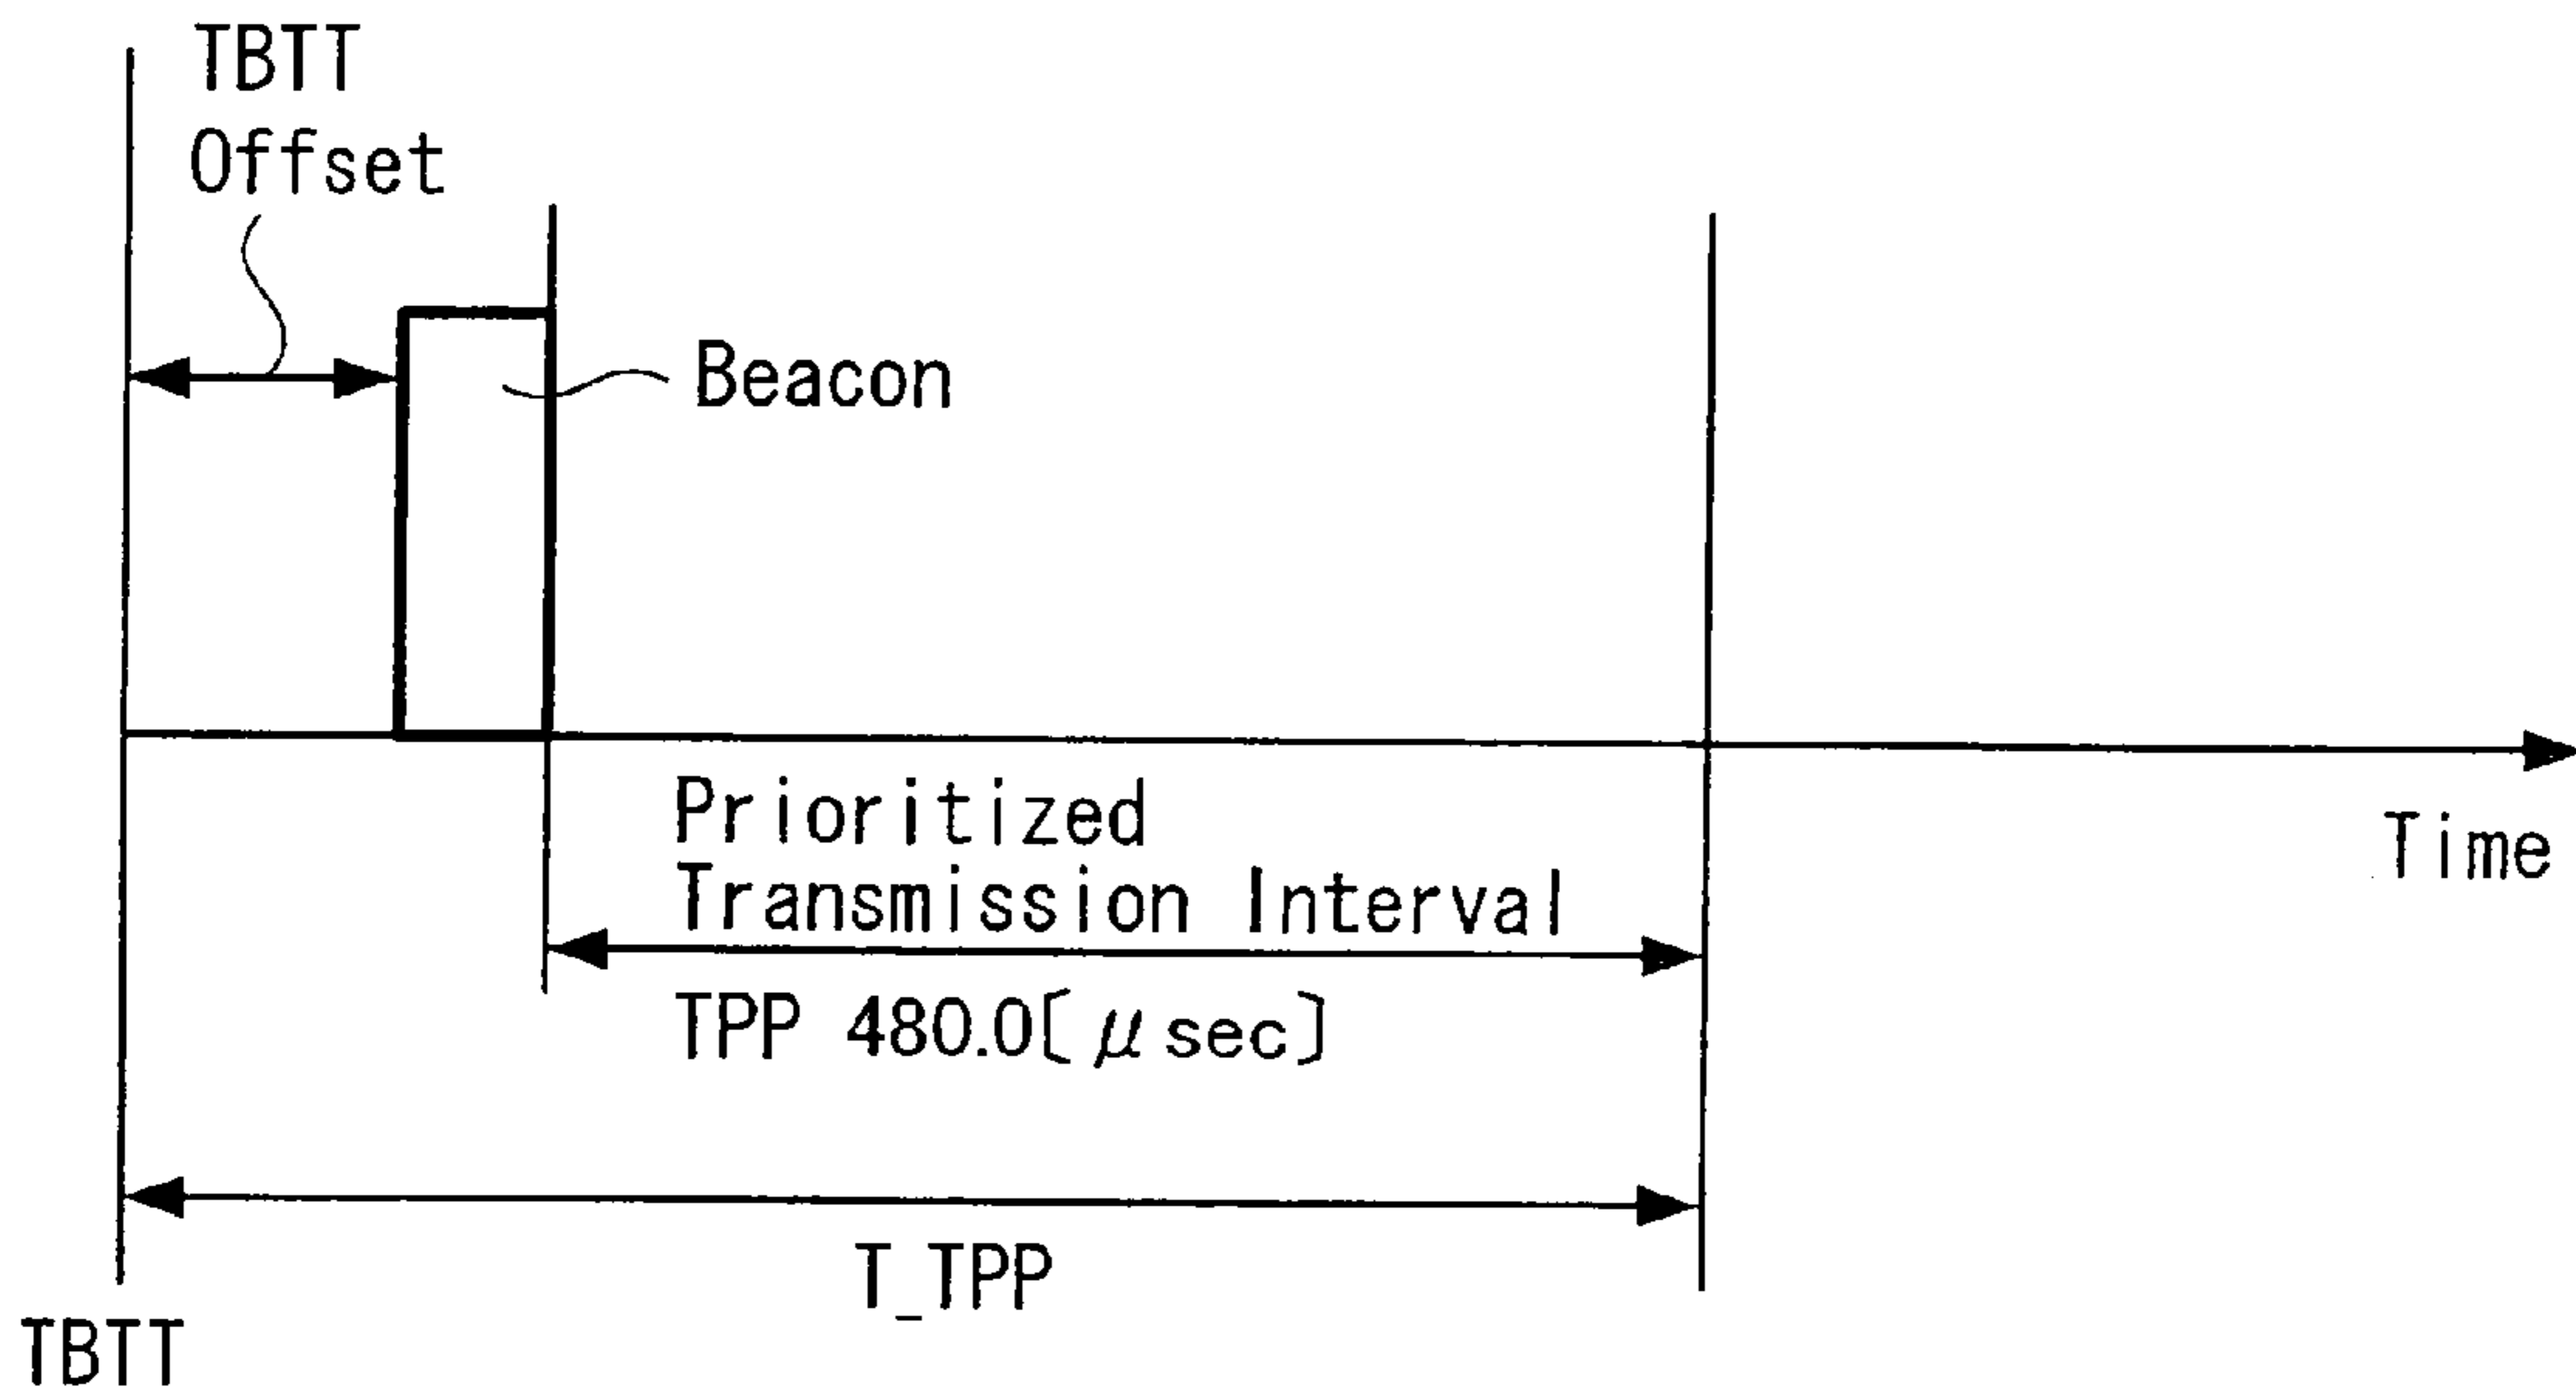 TBTT
Offset
Beacon
Prioritized
Transmission Interval
TPP 480.0〔μsec〕
Time
T_TPP
TBTT